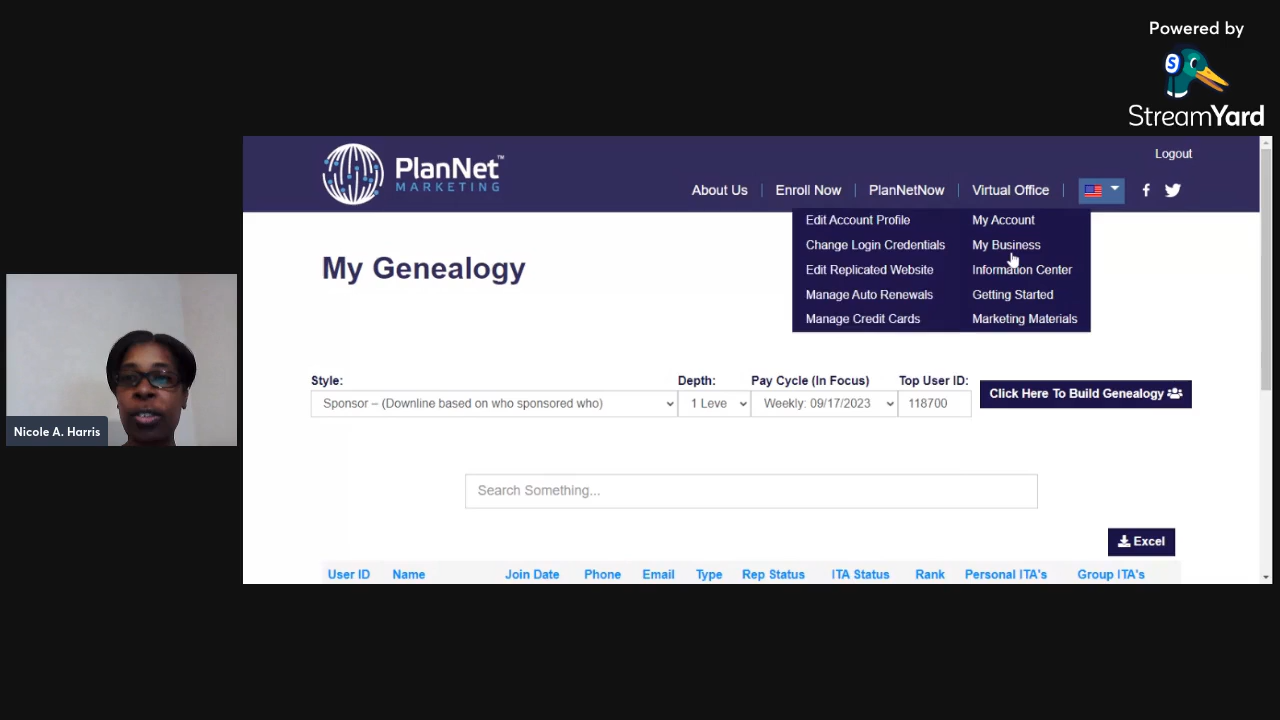 Powered by
S
StreamYard
PlanNet™
MARKETING
Logout
About Us
Enroll Now
PlanNetNow
Virtual Office
f
Edit Account Profile
My Account
Change Login Credentials
My Business
Edit Replicated Website
Information Center
Manage Auto Renewals
Getting Started
Manage Credit Cards
Marketing Materials
My Genealogy
Style:
Depth:
Pay Cycle (In Focus)
Top User ID:
Sponsor – (Downline based on who sponsored who)
1 Leve
Weekly: 09/17/2023
118700
Click Here To Build Genealogy
Nicole A. Harris
Search Something...
Excel
User ID Name Join Date Phone Email Type Rep Status ITA Status Rank Personal ITA's Group ITA's